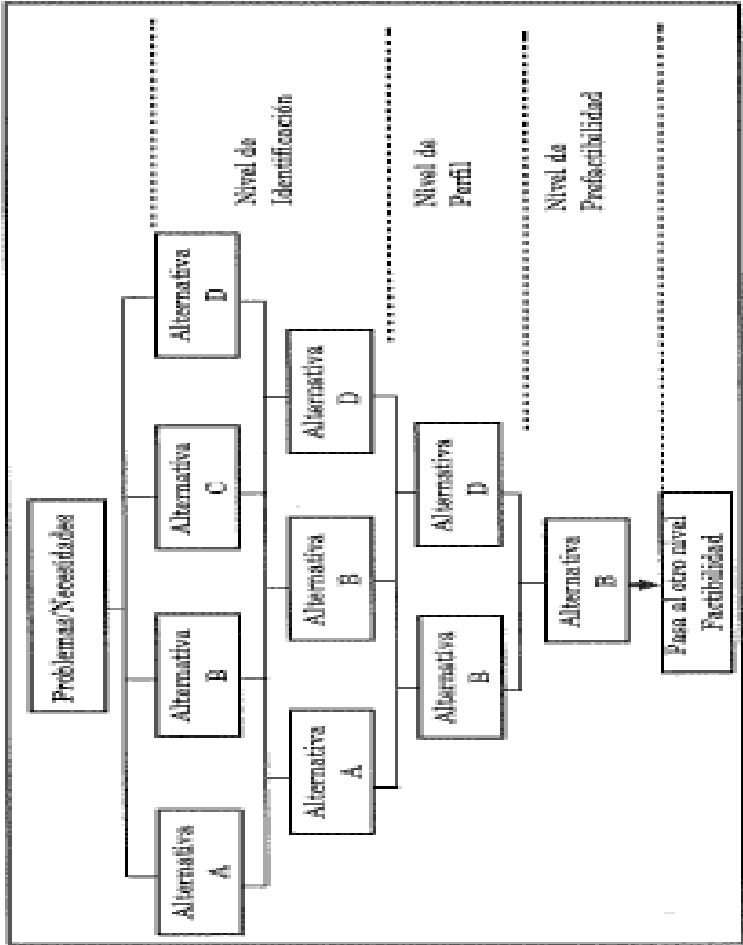 Problemas/Necesidades
Alternativa
A
Alternativa
B
Alternativa
C
Alternativa
D
Nivel de
Identificación
Alternativa
A
Alternativa
B
Alternativa
D
Nivel de
Perfil
Alternativa
B
Alternativa
D
Nivel de
Prefactibilidad
Alternativa
B
Pasa al otro nivel
Factibilidad